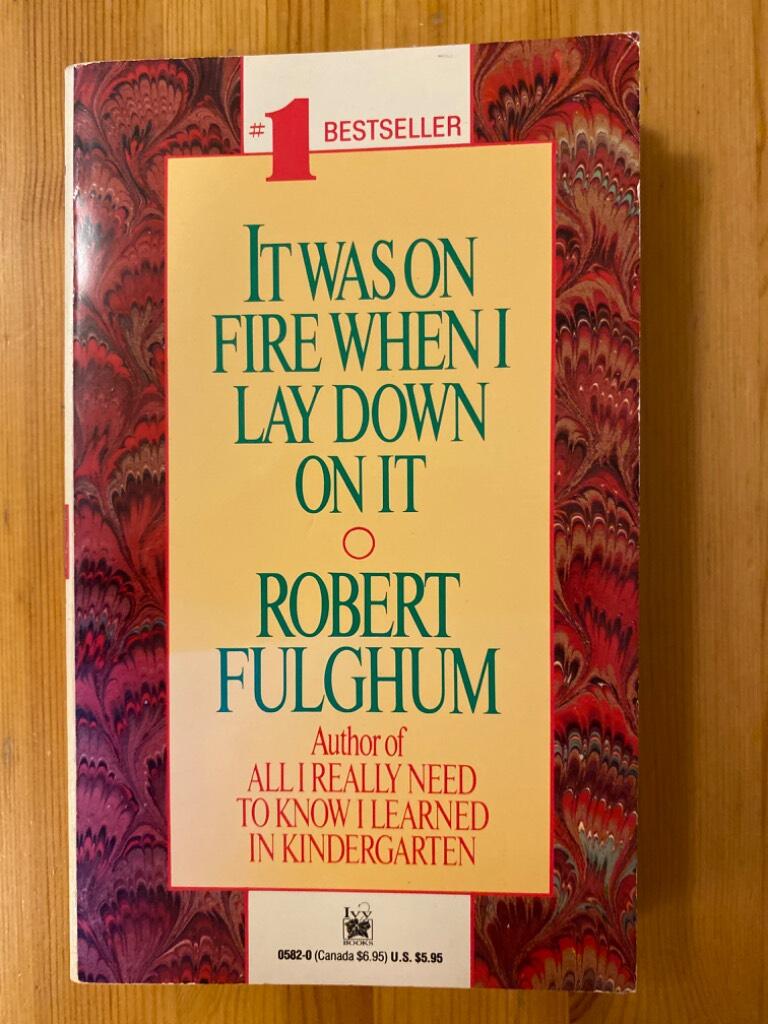 #1 BESTSELLER
IT WAS ON
FIRE WHEN I
LAY DOWN
ON IT
ROBERT
FULGHUM
Author of
ALL I REALLY NEED
TO KNOW I LEARNED
IN KINDERGARTEN
Ivy
BOOKS
0582-0 (Canada $6.95) U.S. $5.95